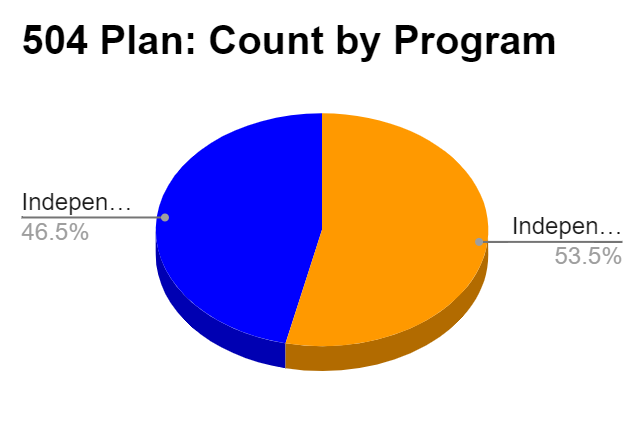 504 Plan: Count by Program
Indepen…
46.5%
Indepen…
53.5%